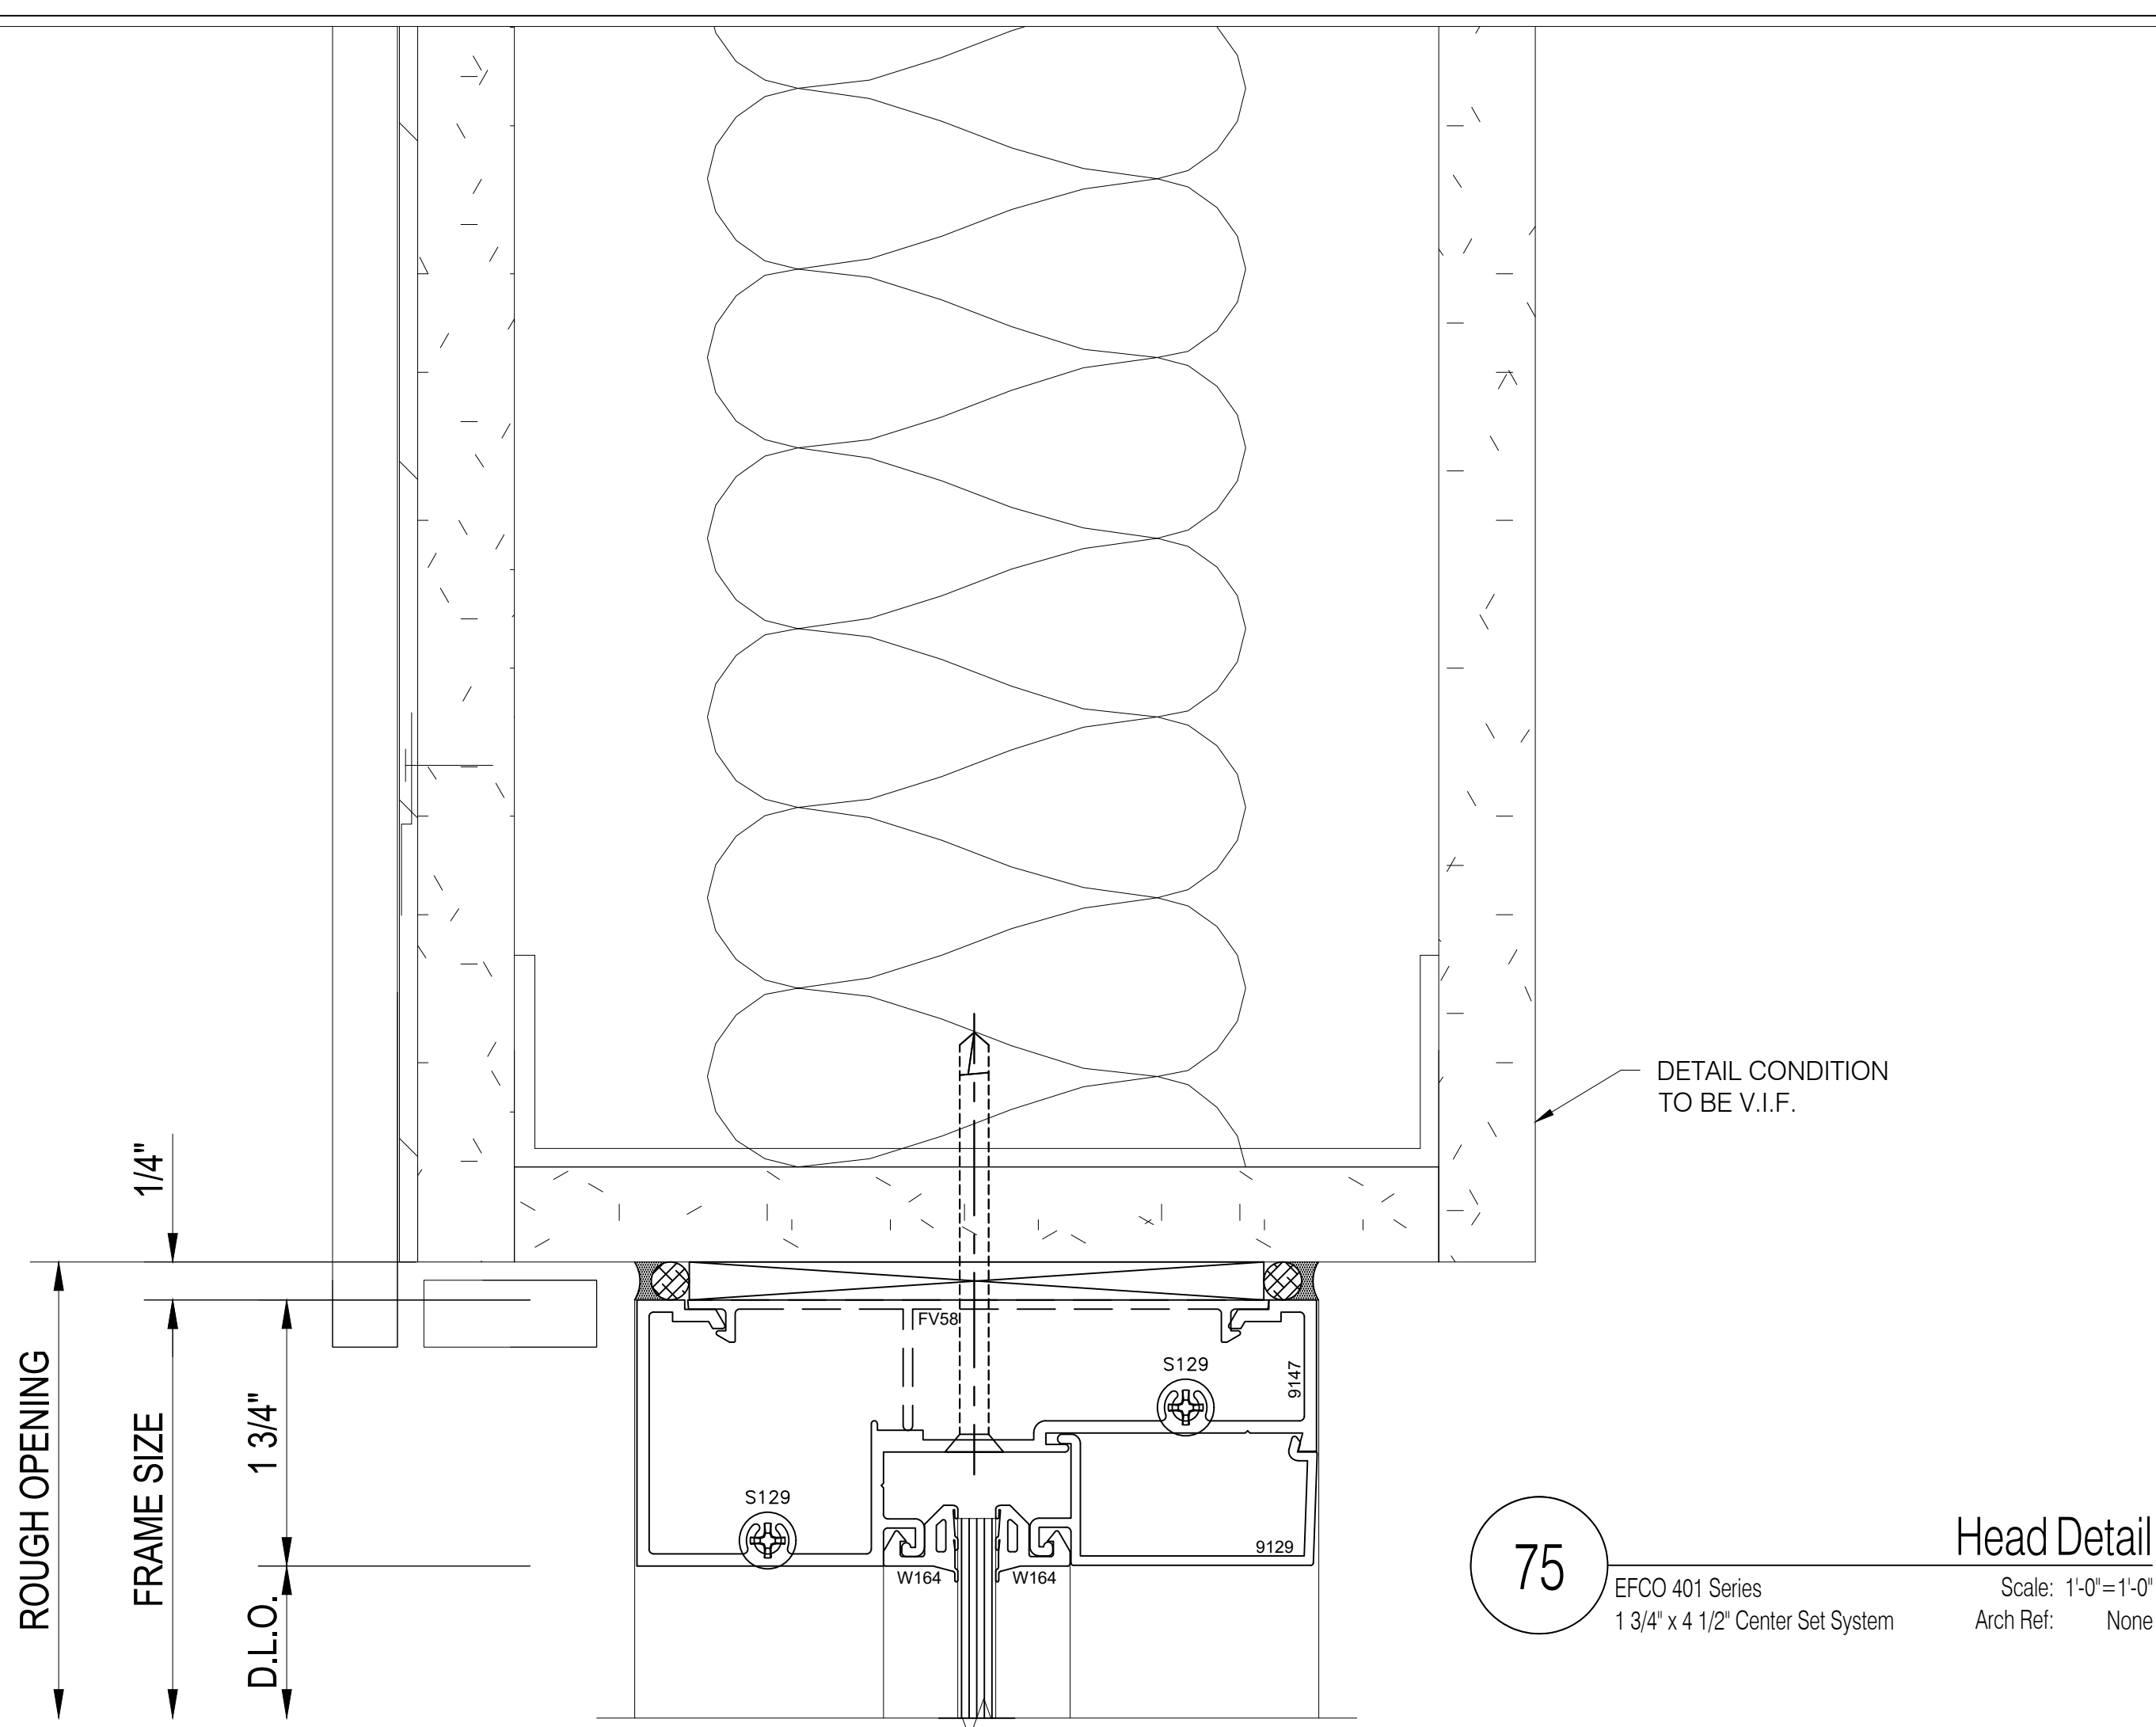 DETAIL CONDITION
TO BE V.I.F.
1/4"
ROUGH OPENING
FRAME SIZE
1 3/4"
D.L.O.
FV58
S129
9147
S129
9129
W164
W164
75
Head Detail
EFCO 401 Series
Scale: 1'-0"=1'-0"
1 3/4" x 4 1/2" Center Set System
Arch Ref: None